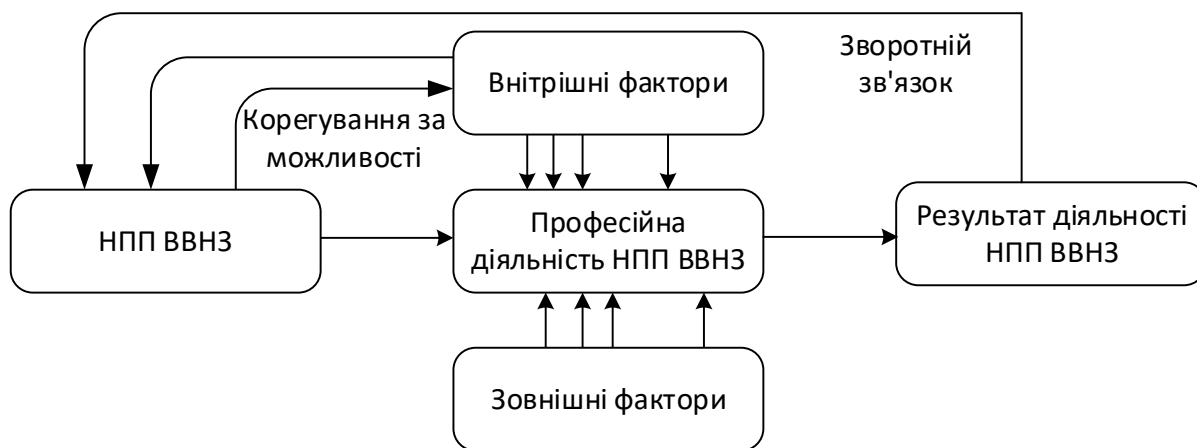 Зворотній
зв'язок
Внітрішні фактори
Корегування за
можливості
НПП ВВНЗ
Професійна
діяльність НПП ВВНЗ
Результат діяльності
НПП ВВНЗ
Зовнішні фактори